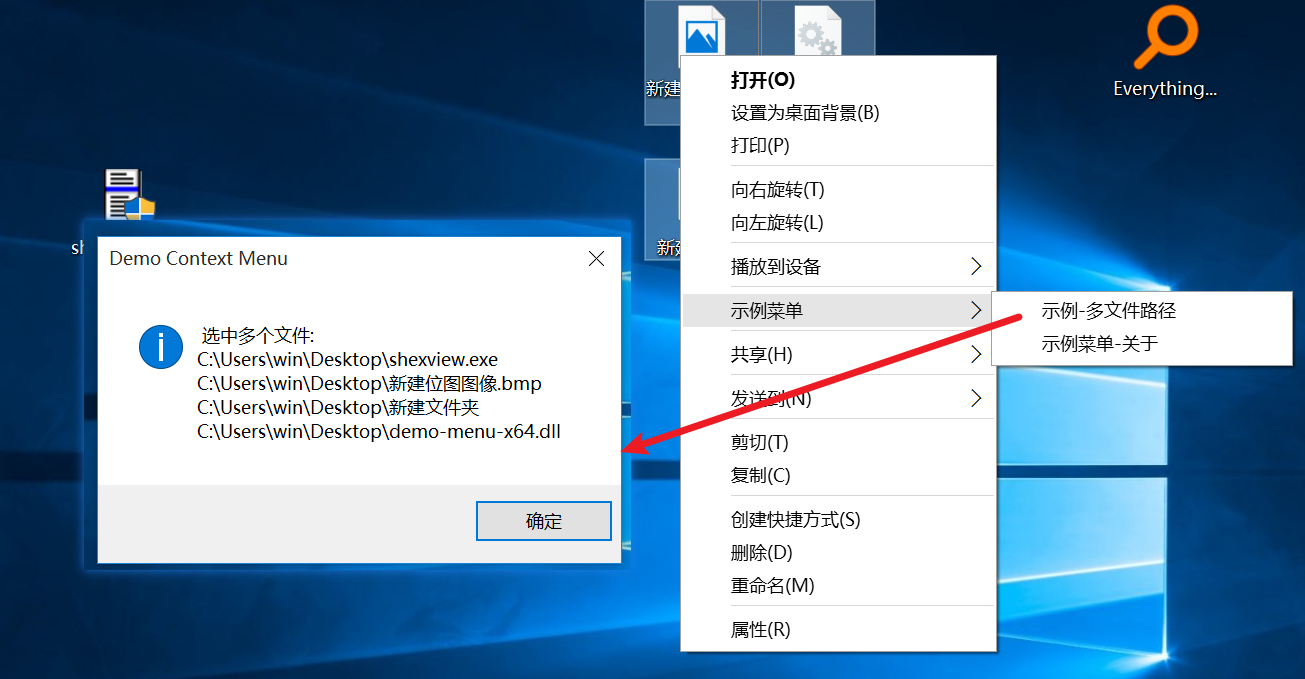 Everything...
sh
新建
新建
Demo Context Menu
选中多个文件:
C:\Users\win\Desktop\shexview.exe
C:\Users\win\Desktop\新建位图图像.bmp
C:\Users\win\Desktop\新建文件夹
C:\Users\win\Desktop\demo-menu-x64.dll
确定
打开(O)
设置为桌面背景(B)
打印(P)
向右旋转(T)
向左旋转(L)
播放到设备
示例菜单
共享(H)
发送到(N)
剪切(T)
复制(C)
创建快捷方式(S)
删除(D)
重命名(M)
属性(R)
示例-多文件路径
示例菜单-关于